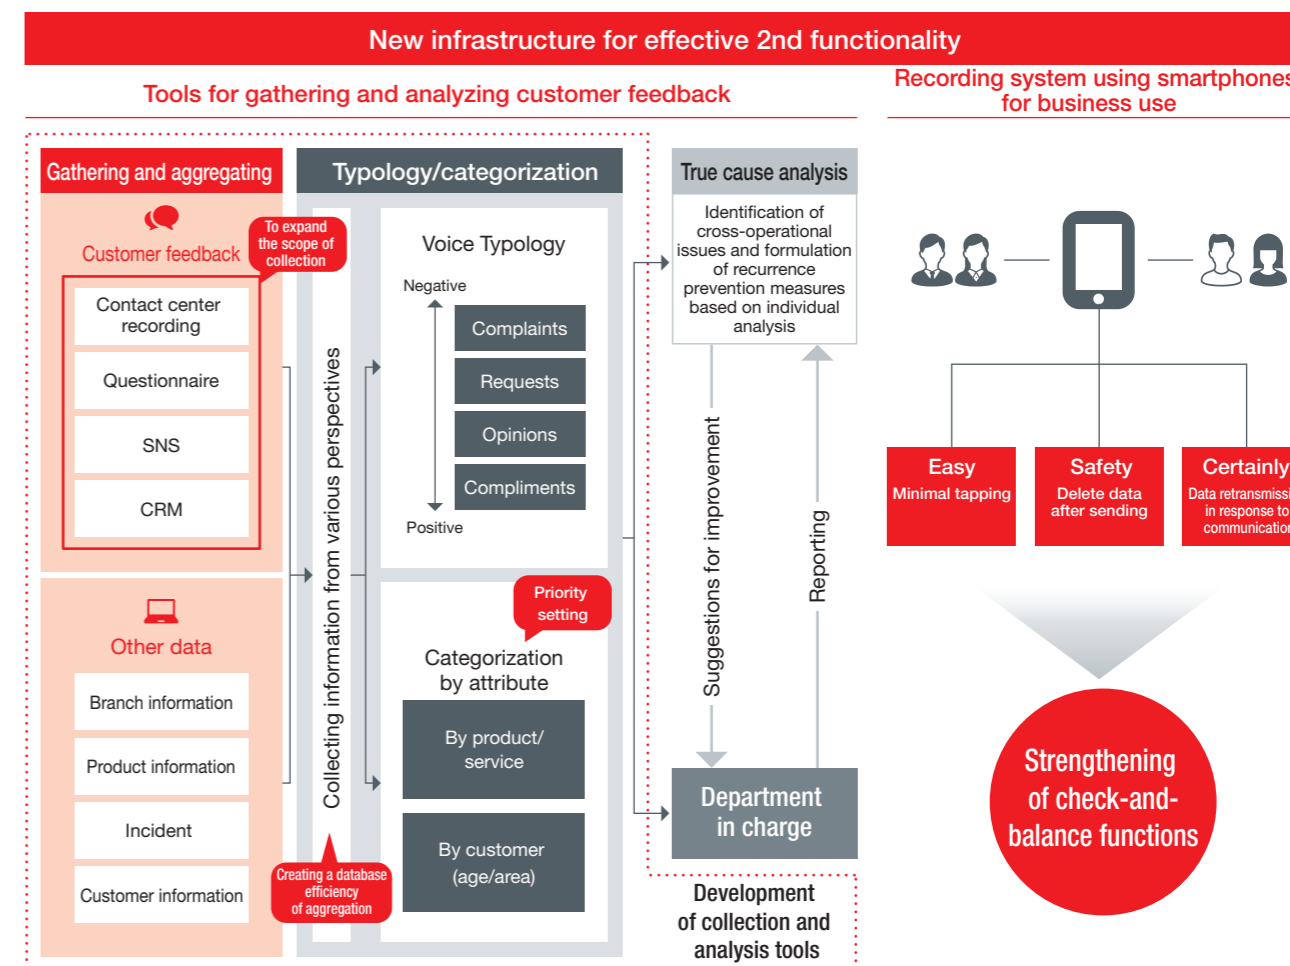 New infrastructure for effective 2nd functionality
Tools for gathering and analyzing customer feedback
Gathering and aggregating
Customer feedback
To expand
the scope of
collection
Contact center
recording
Questionnaire
SNS
CRM
Other data
Branch information
Product information
Incident
Customer information
Typology/categorization
Collecting information from various perspectives
Creating a database
efficiency
of aggregation
Voice Typology
Negative
Complaints
Requests
Opinions
Compliments
Positive
Priority
setting
Categorization
by attribute
By product/
service
By customer
(age/area)
True cause analysis
Identification of
cross-operational
issues and formulation
of recurrence
prevention measures
based on individual
analysis
Suggestions for improvement
Reporting
Department
in charge
Development
of collection and
analysis tools
Recording system using smartphones
for business use
Easy
Minimal tapping
Safety
Delete data
after sending
Certainly
Data
in response to
Strengthening
of check-and-
balance functions